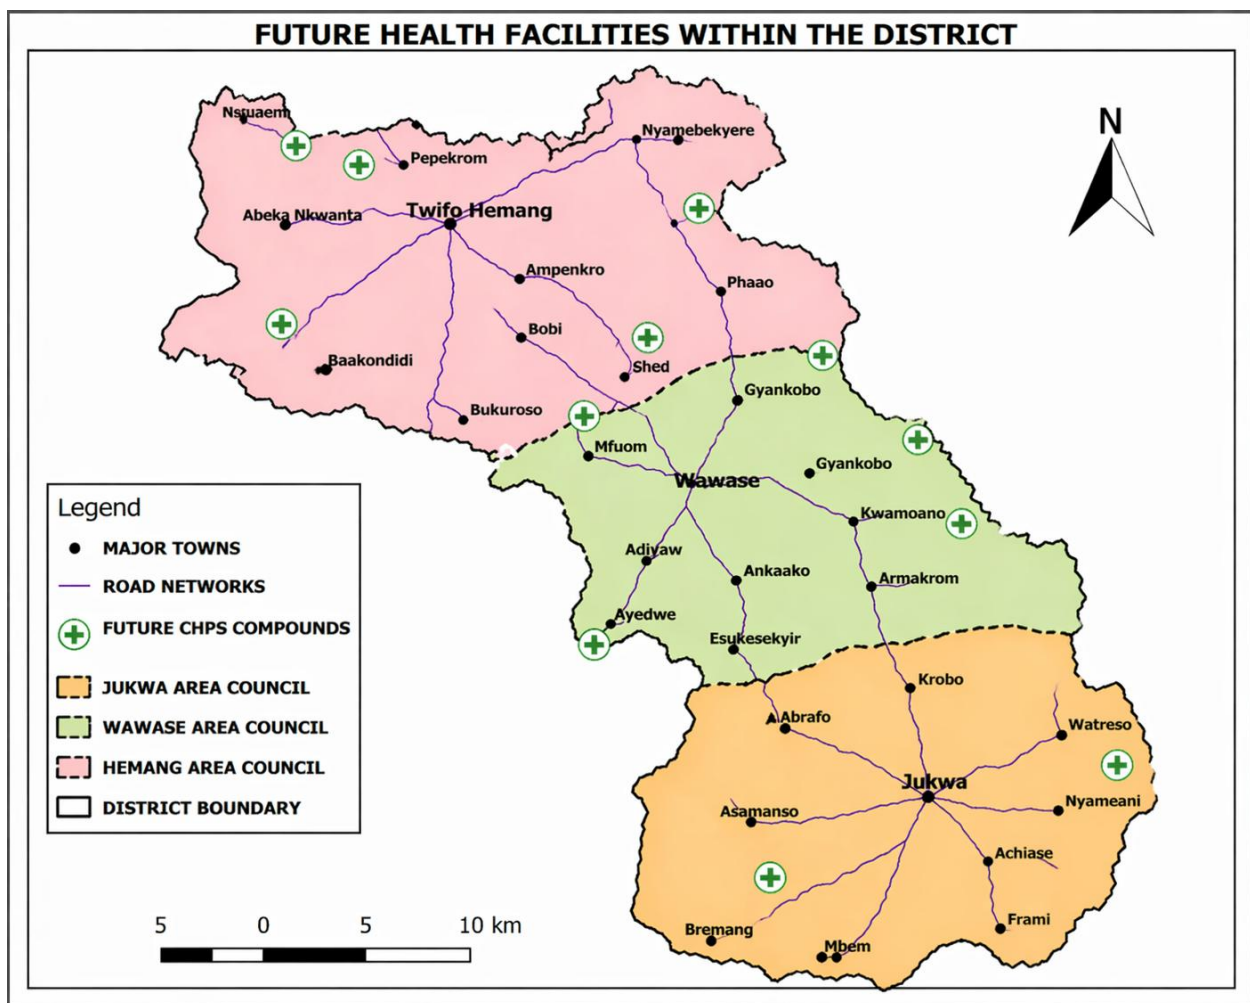 FUTURE HEALTH FACILITIES WITHIN THE DISTRICT
N
Nstuaem
Nyamebekyere
Pepekrom
Abeka Nkwanta
Twifo Hemang
Ampenkro
Phaao
Bobi
Baakondidi
Shed
Gyankobo
Bukuroso
Mfuom
Gyankobo
Wawase
Kwamoano
Adiyaw
Ankaako
Armakrom
Ayedwe
Esukesekyir
Krobo
Abrafo
Watreso
Jukwa
Asamanso
Nyameani
Achiase
Frami
Bremang
Mbem
Legend
MAJOR TOWNS
ROAD NETWORKS
FUTURE CHPS COMPOUNDS
JUKWA AREA COUNCIL
WAWASE AREA COUNCIL
HEMANG AREA COUNCIL
DISTRICT BOUNDARY
5 0 5 10 km